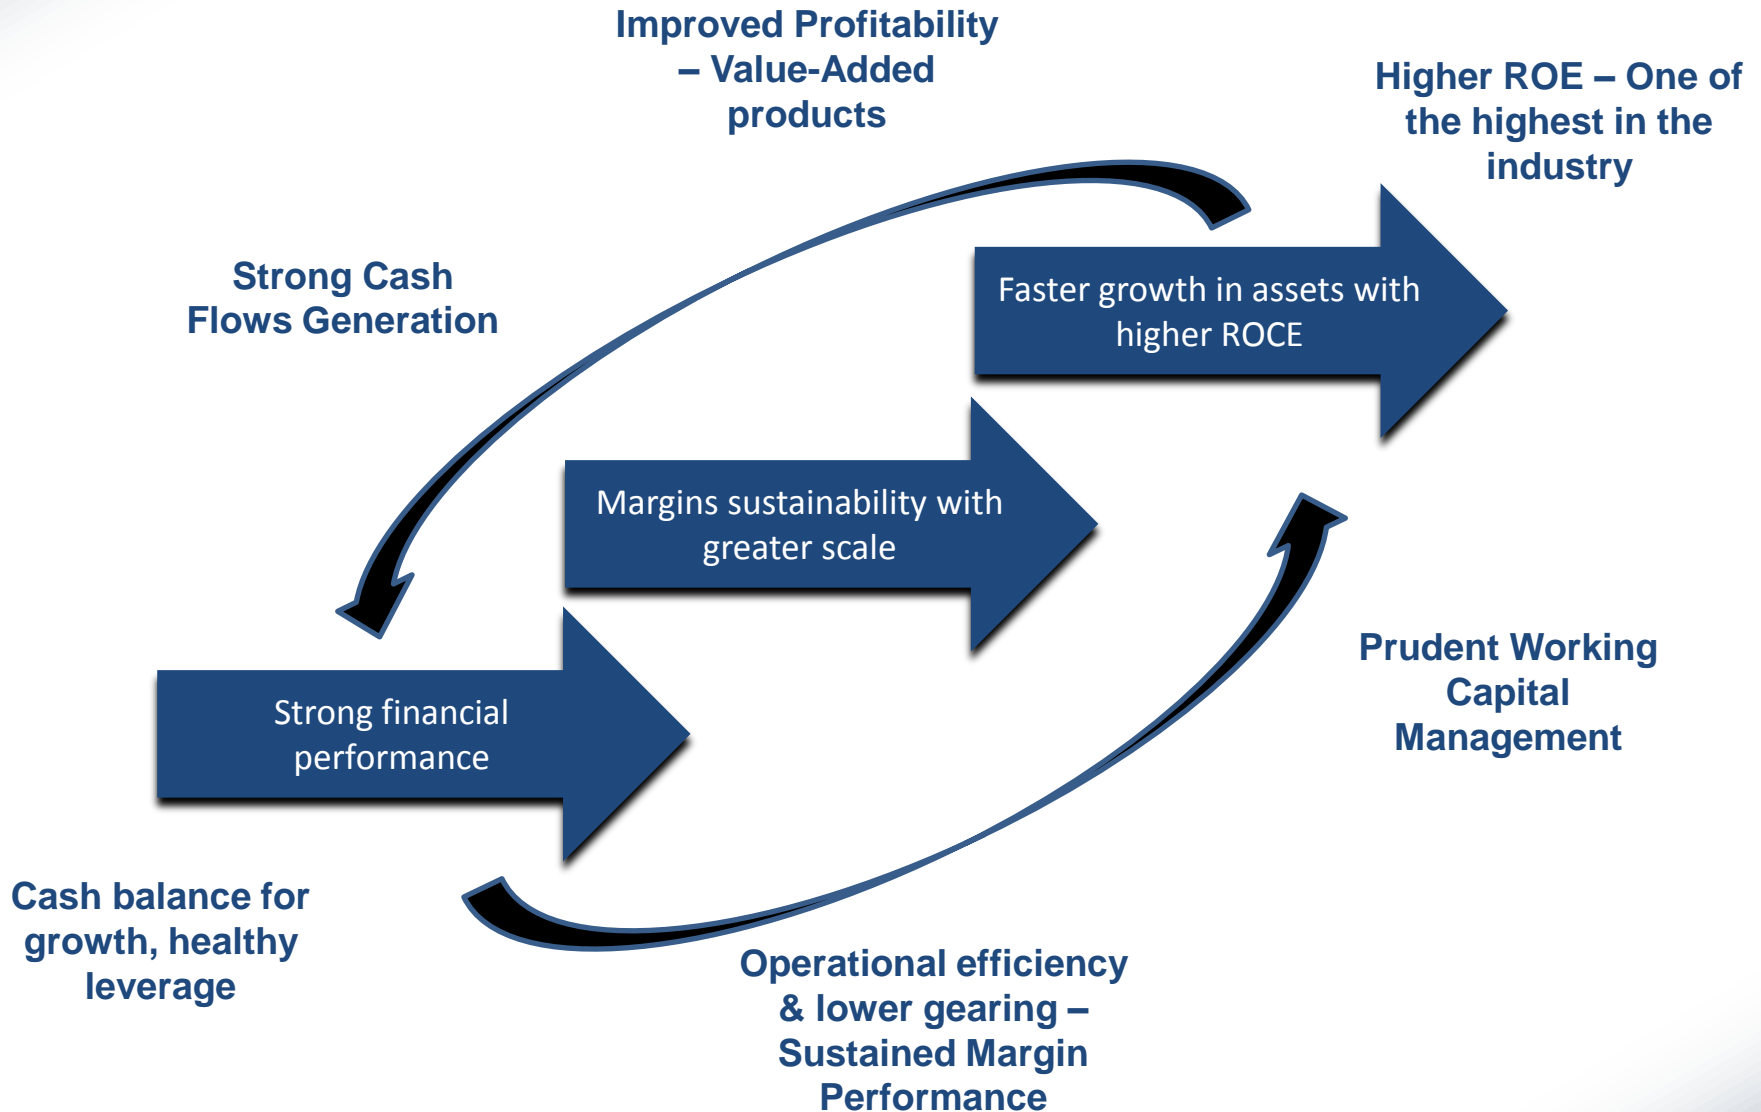 Improved Profitability
– Value-Added
products
Higher ROE – One of
the highest in the
industry
Strong Cash
Flows Generation
Faster growth in assets with
higher ROCE
Margins sustainability with
greater scale
Strong financial
performance
Prudent Working
Capital
Management
Cash balance for
growth, healthy
leverage
Operational efficiency
& lower gearing –
Sustained Margin
Performance